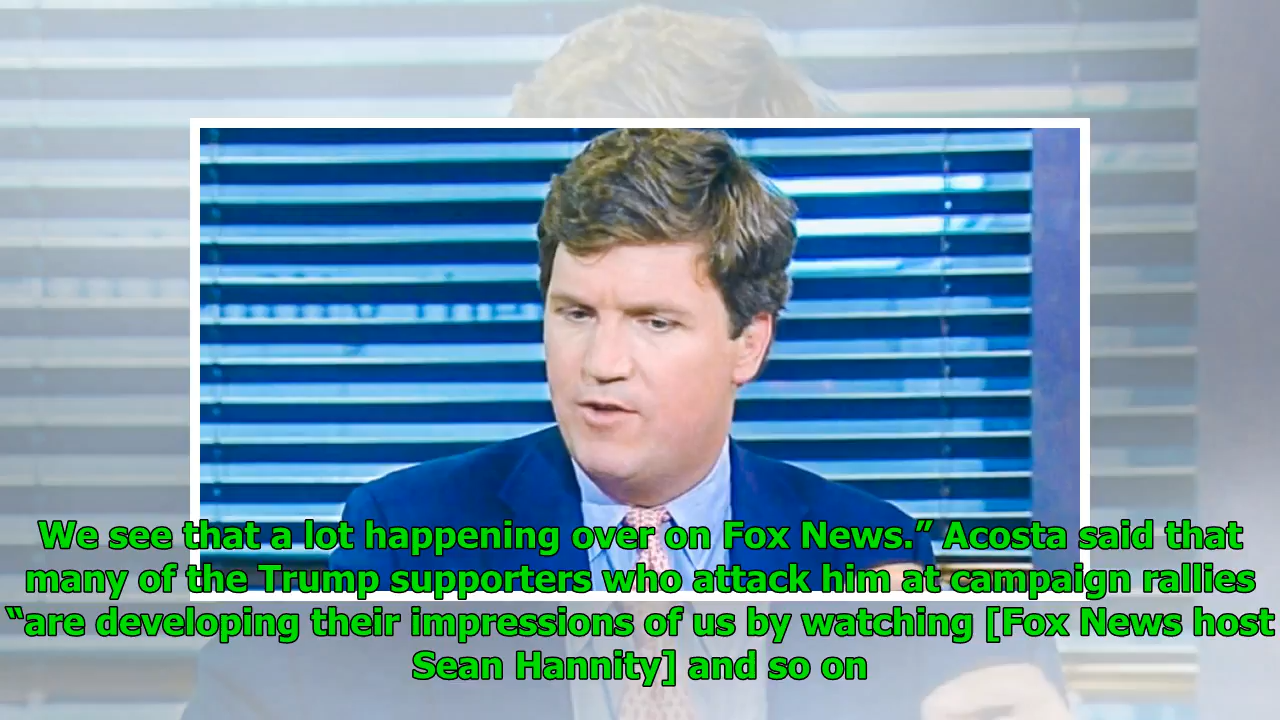 We see that a lot happening over on Fox News.” Acosta said that
many of the Trump supporters who attack him at campaign rallies
“are developing their impressions of us by watching [Fox News host
Sean Hannity] and so on